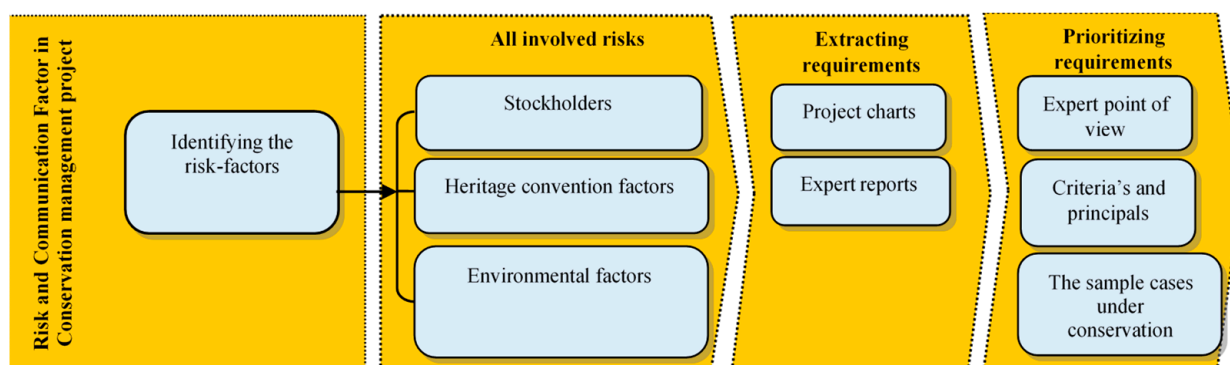 Risk and Communication Factor in
Conservation management project
Identifying the
risk-factors
All involved risks
Stockholders
Heritage convention factors
Environmental factors
Extracting
requirements
Project charts
Expert reports
Prioritizing
requirements
Expert point of
view
Criteria's and
principals
The sample cases
under
conservation